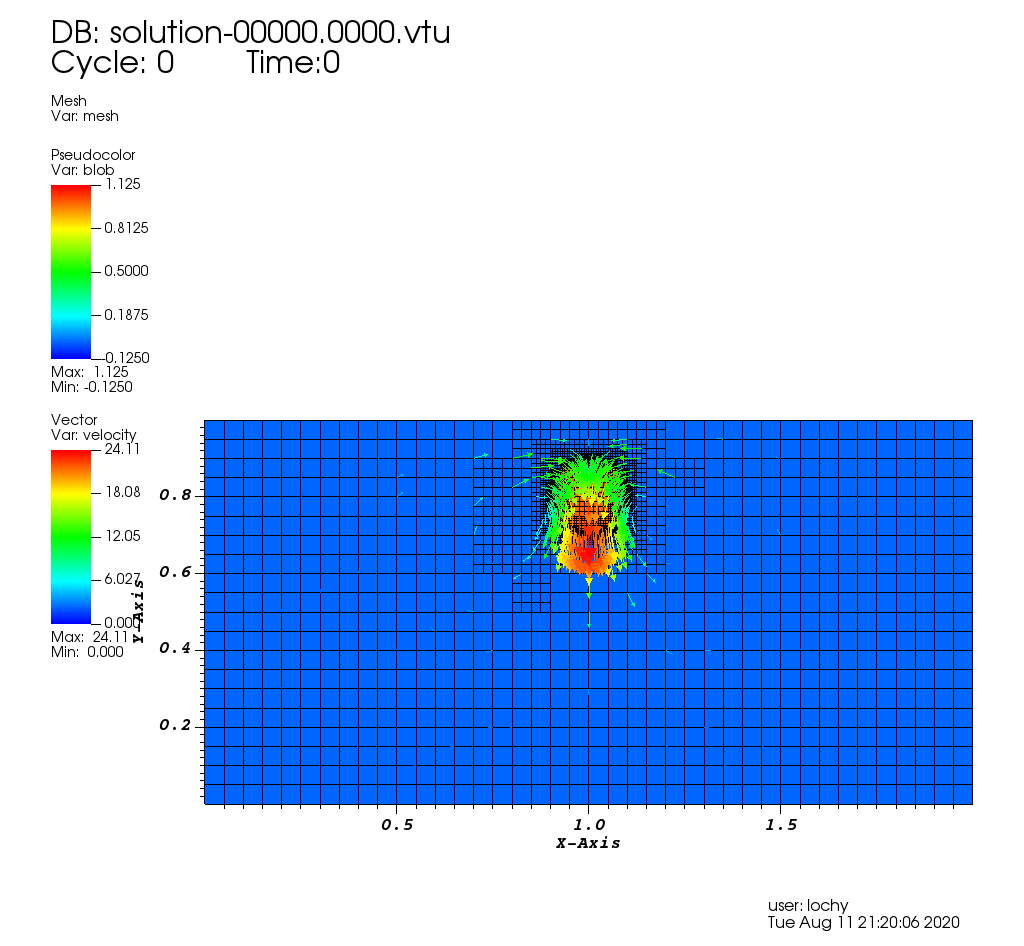 DB: solution-00000.0000.vtu
Cycle: 0 Time:0
Mesh
Var: mesh
Pseudocolor
Var: blob
1.125
0.8125
0.5000
0.1875
-0.1250
Max: 1.125
Min: -0.1250
Vector
Var: velocity
24.11
18.08
12.05
6.027
0.000
Max: 24.11
Min: 0.000
Y-Axis
0.8
0.6
0.4
0.2
0.5 1.0 1.5
X-Axis
user: lochy
Tue Aug 11 21:20:06 2020